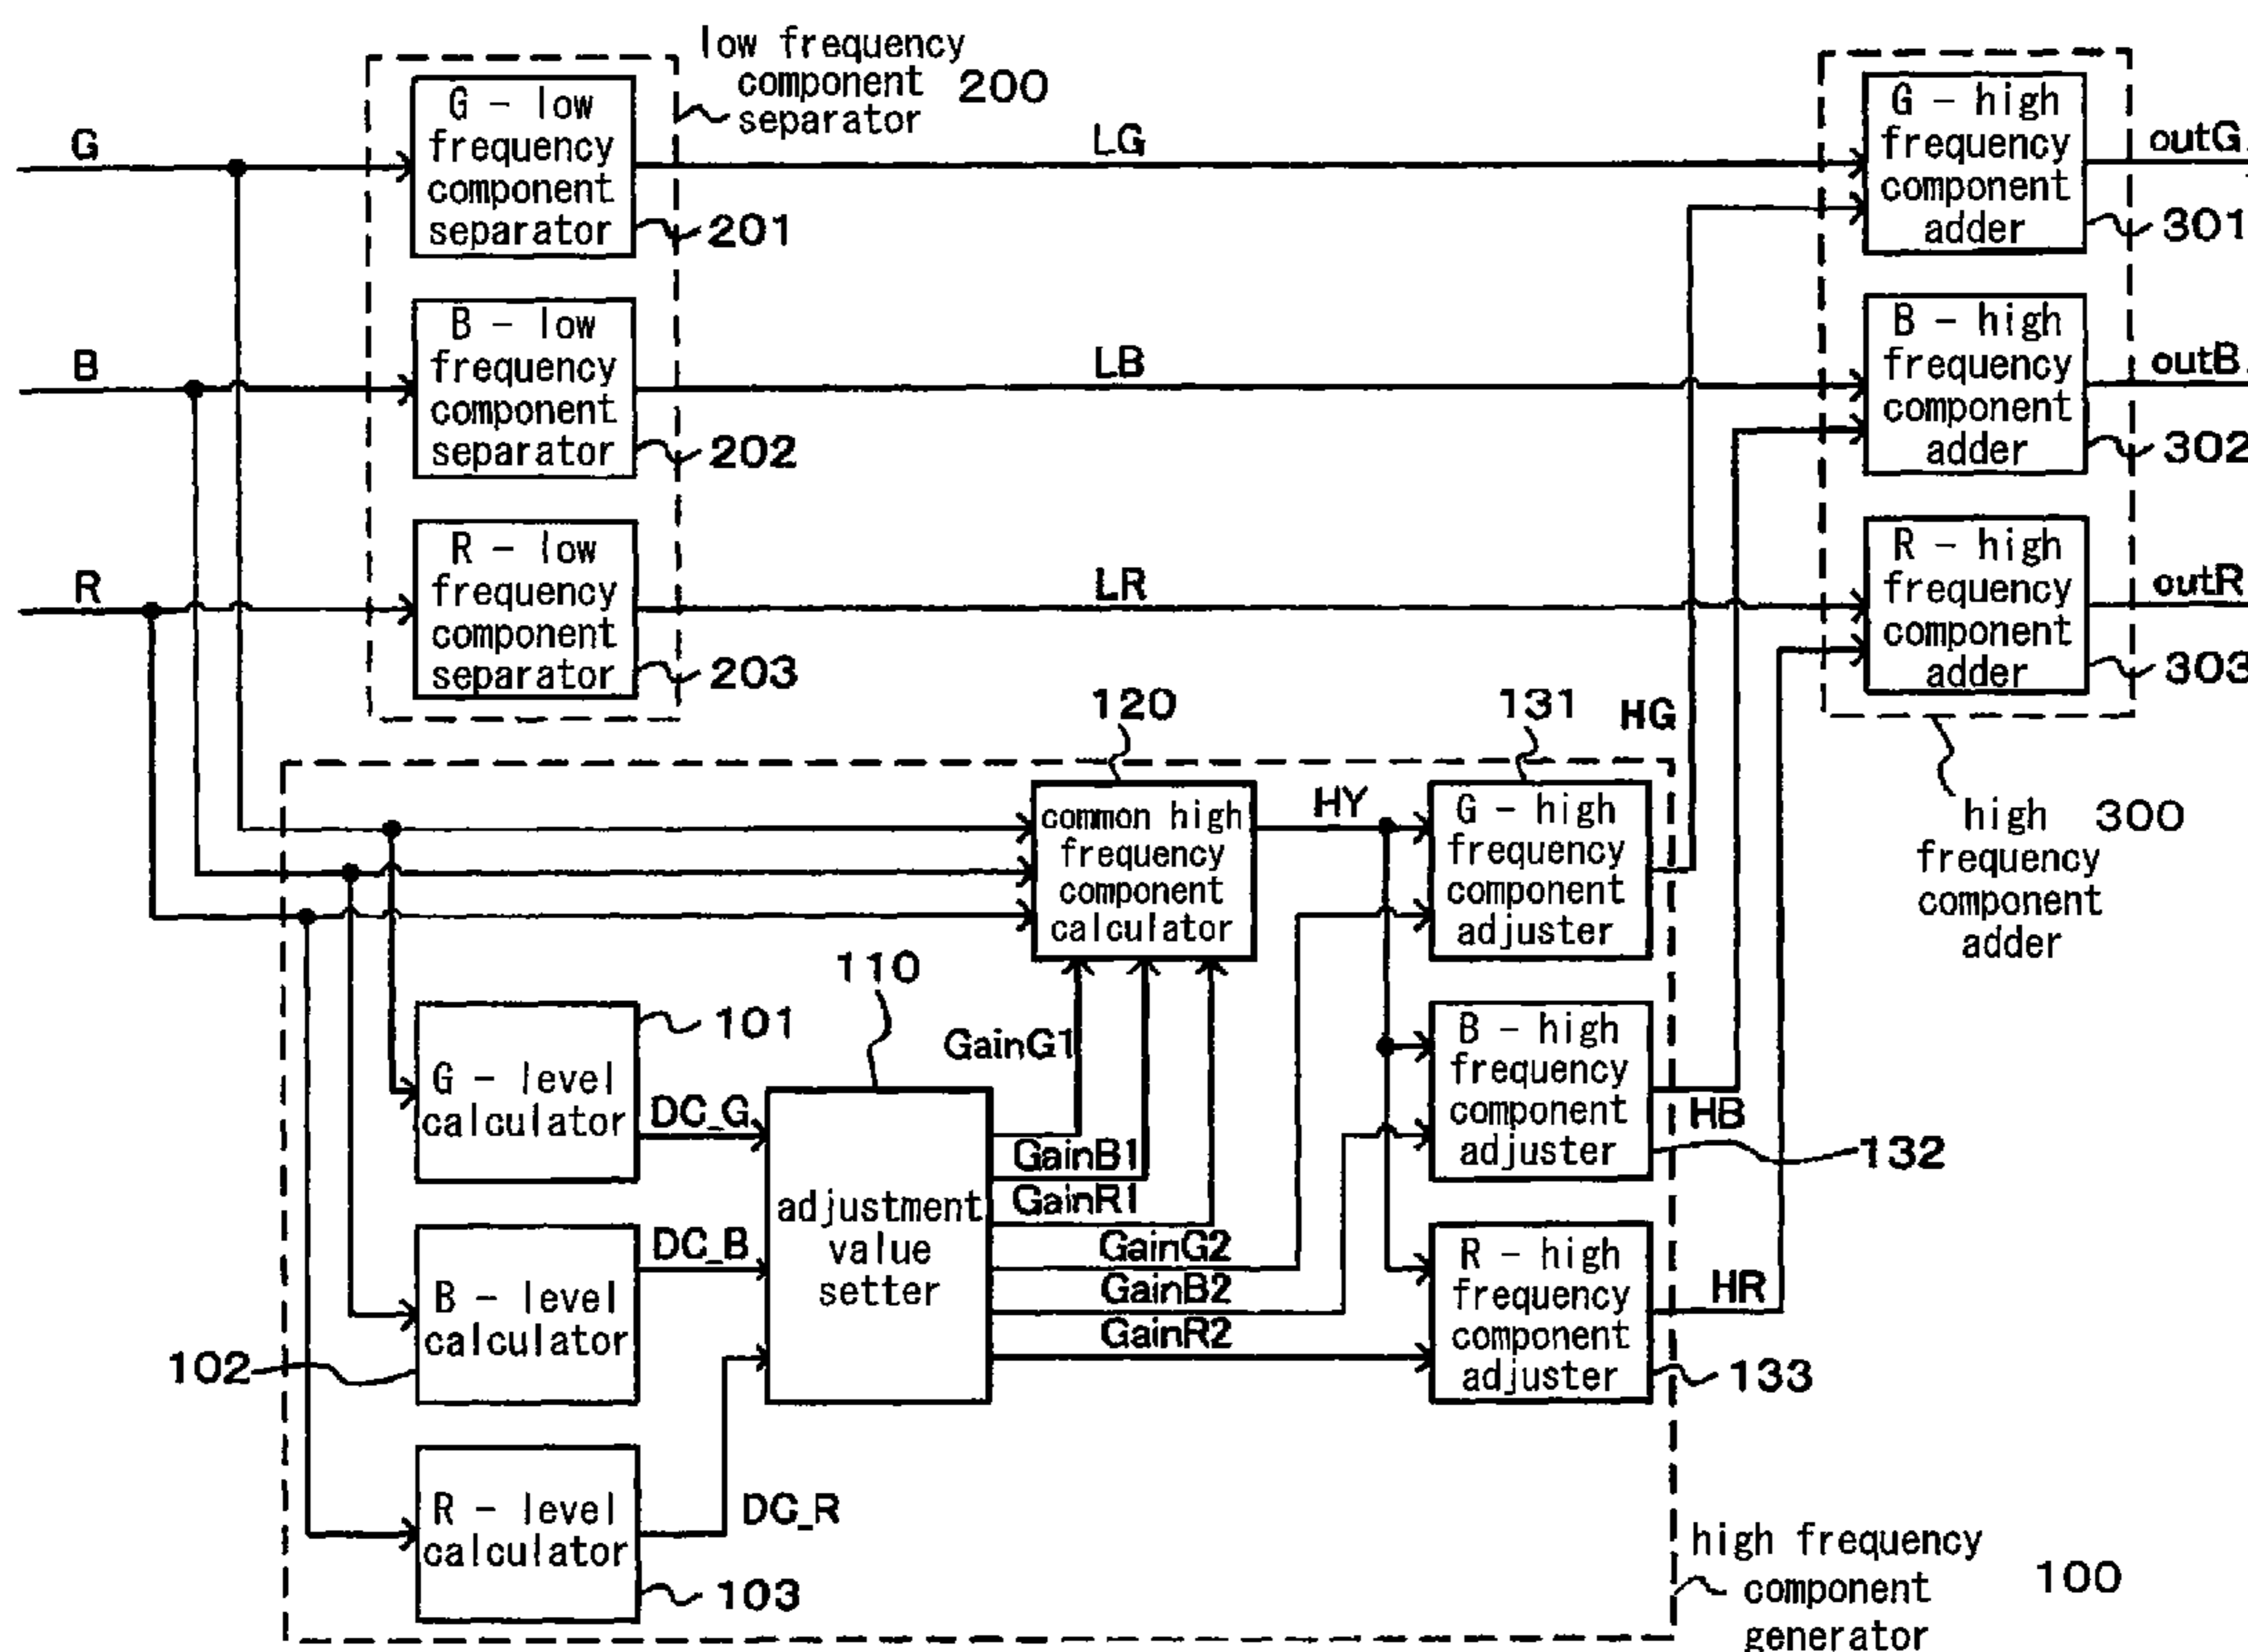 low frequency
component
separator
200
G - low
frequency
component
separator
201
G
LG
G - high
frequency
component
adder
301
outG
B - low
frequency
component
separator
202
B
LB
B - high
frequency
component
adder
302
outB
R - low
frequency
component
separator
203
R
LR
R - high
frequency
component
adder
303
outR
high
frequency
component
adder
300
120
common high
frequency
component
calculator
HY
131
G - high
frequency
component
adjuster
HG
101
G - level
calculator
DC_G
110
adjustment
value
setter
GainG1
GainB1
GainR1
GainG2
GainB2
GainR2
B - high
frequency
component
adjuster
HB
132
102
B - level
calculator
DC_B
R - high
frequency
component
adjuster
HR
133
R - level
calculator
DC_R
103
high frequency
component
generator
100